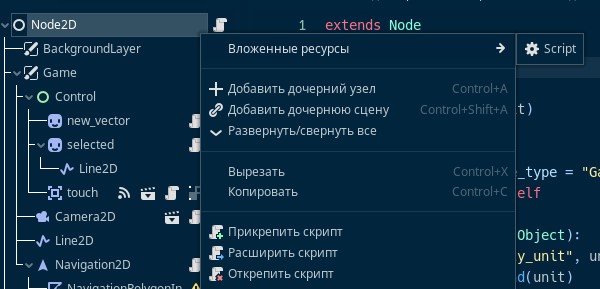 Node2D
BackgroundLayer
Game
Control
new_vector
selected
Line2D
touch
Camera2D
Line2D
Navigation2D
NavigationPolygonIn
1 extends Node
Вложенные ресурсы
Script
Добавить дочерний узел Control+A
Добавить дочернюю сцену Control+Shift+A
Развернуть/свернуть все
Вырезать Control+X
Копировать Control+C
Прикрепить скрипт
Расширить скрипт
Открепить скрипт
t)
e_type = "Ga
elf
Object):
y_unit", un
d(unit)